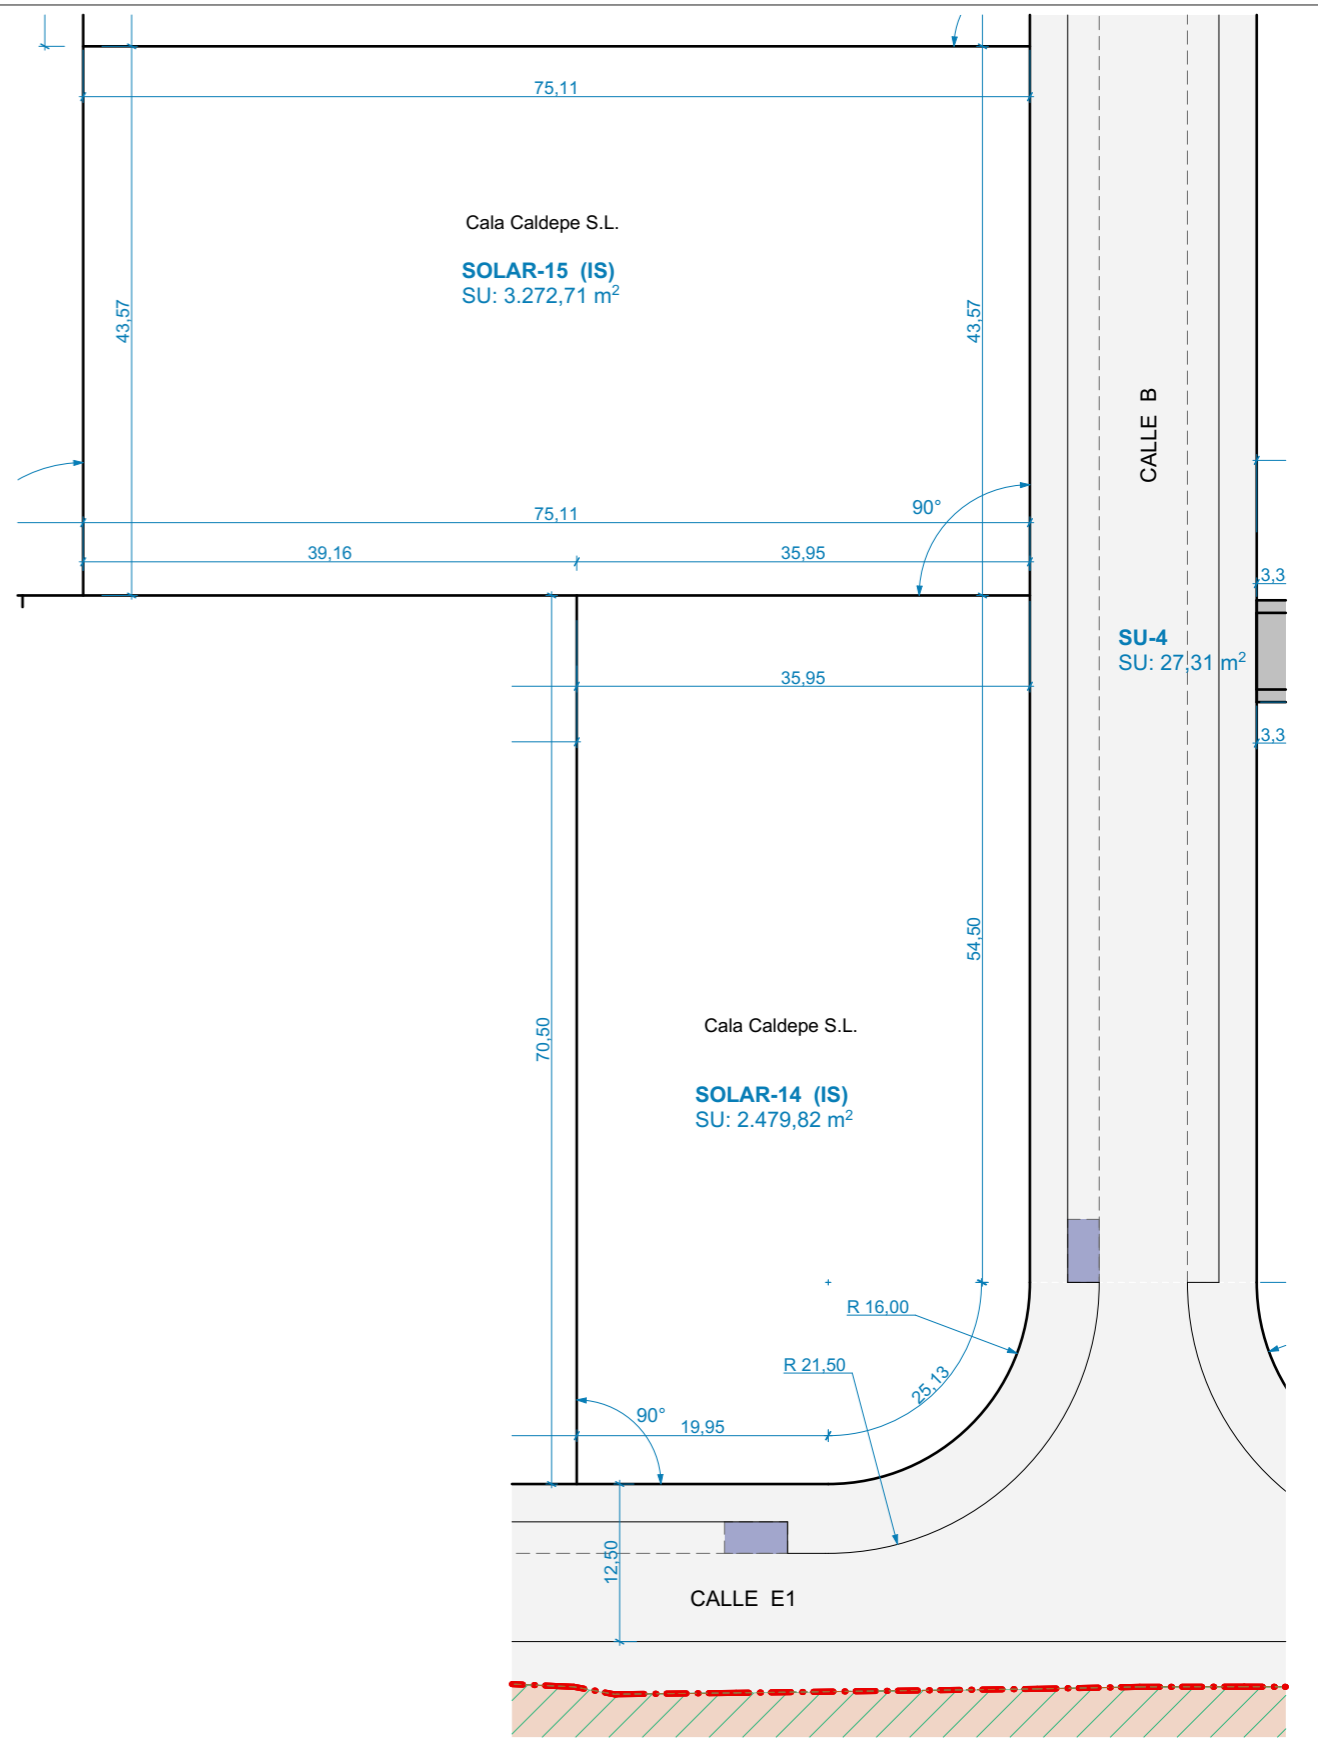 75,11
Cala Caldepe S.L.
SOLAR-15 (IS)
SU: 3.272,71 m²
43,57
43,57
CALLE B
90°
75,11
39,16
35,95
3,3
SU-4
SU: 27,31 m²
35,95
3,3
54,50
70,50
Cala Caldepe S.L.
SOLAR-14 (IS)
SU: 2.479,82 m²
R 16,00
R 21,50
25,13
90°
19,95
12,50
CALLE E1